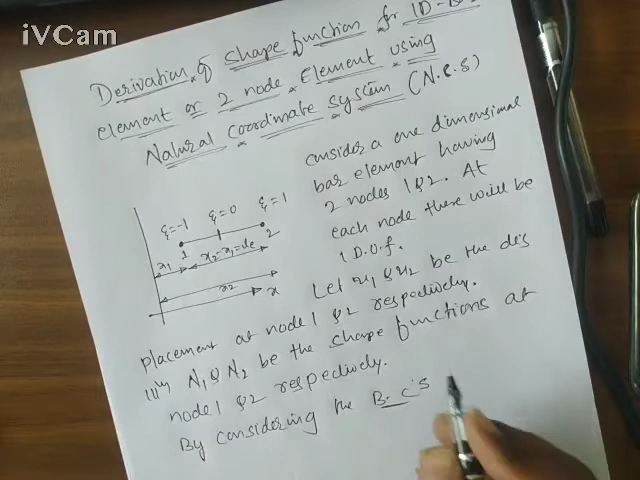 iVCam
Derivation of shape function for 1D-Bar
element or 2 node Element using
Natural coordinate system (N.C.S)
consider a one dimensional
bar element having
2 nodes 1 & 2. At
each node there will be
1 D.O.f.
ξ=-1 ξ=0 ξ=1
1 2
x₁ x₂-x₁=le
x₂
x
Let u₁ & u₂ be the dis
placement at node 1 & 2 respectively.
|||ly N₁ & N₂ be the shape functions at
node 1 & 2 respectively.
By considering the B.C's